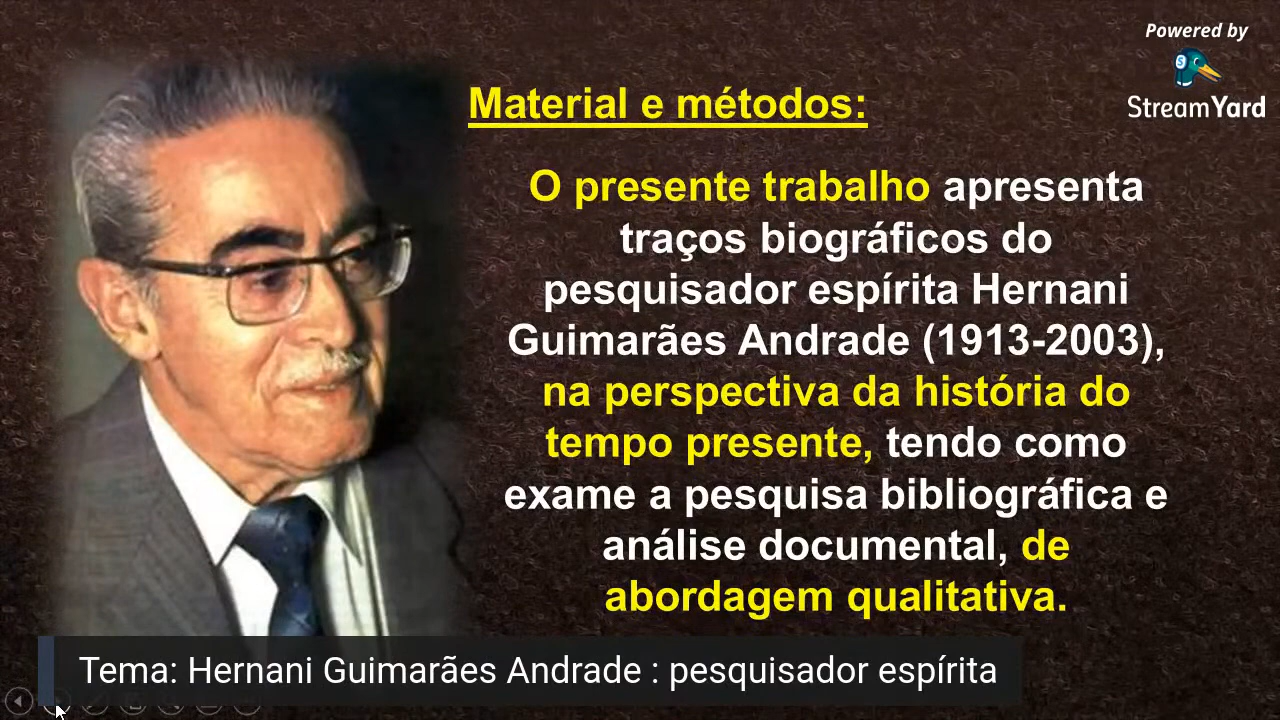 Powered by
StreamYard
Material e métodos:
O presente trabalho apresenta
traços biográficos do
pesquisador espírita Hernani
Guimarães Andrade (1913-2003),
na perspectiva da história do
tempo presente, tendo como
exame a pesquisa bibliográfica e
análise documental, de
abordagem qualitativa.
Tema: Hernani Guimarães Andrade : pesquisador espírita